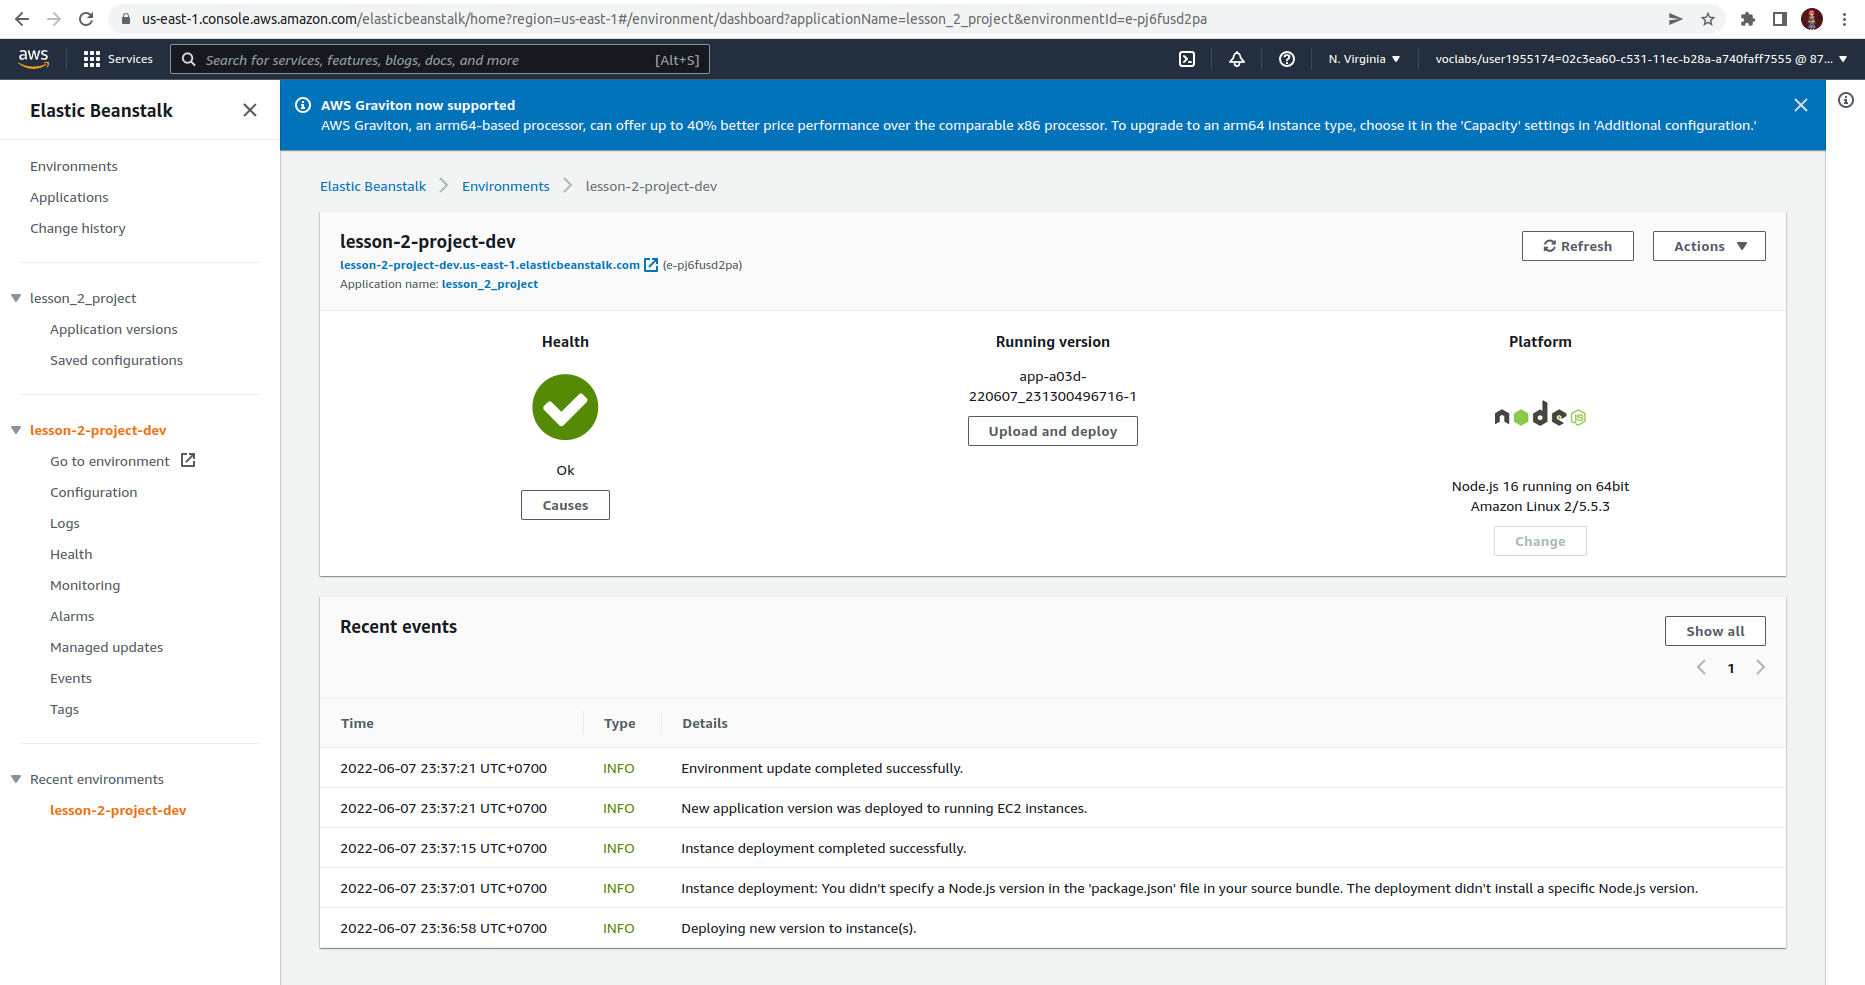 us-east-1.console.aws.amazon.com/elasticbeanstalk/home?region=us-east-1#/environment/dashboard?applicationName=lesson_2_project&environmentId=e-pj6fusd2pa
aws
Services
Search for services, features, blogs, docs, and more
[Alt+S]
N. Virginia
voclabs/user1955174=02c3ea60-c531-11ec-b28a-a740faff7555 @ 87...
Elastic Beanstalk
Environments
Applications
Change history
lesson_2_project
Application versions
Saved configurations
lesson-2-project-dev
Go to environment
Configuration
Logs
Health
Monitoring
Alarms
Managed updates
Events
Tags
Recent environments
lesson-2-project-dev
AWS Graviton now supported
AWS Graviton, an arm64-based processor, can offer up to 40% better price performance over the comparable x86 processor. To upgrade to an arm64 instance type, choose it in the 'Capacity' settings in 'Additional configuration.'
Elastic Beanstalk
Environments
lesson-2-project-dev
lesson-2-project-dev
lesson-2-project-dev.us-east-1.elasticbeanstalk.com (e-pj6fusd2pa)
Application name: lesson_2_project
Refresh
Actions
Health
Ok
Causes
Running version
app-a03d-
220607_231300496716-1
Upload and deploy
Platform
node JS
Node.js 16 running on 64bit
Amazon Linux 2/5.5.3
Change
Recent events
Show all
1
Time Type Details
2022-06-07 23:37:21 UTC+0700 INFO Environment update completed successfully.
2022-06-07 23:37:21 UTC+0700 INFO New application version was deployed to running EC2 instances.
2022-06-07 23:37:15 UTC+0700 INFO Instance deployment completed successfully.
2022-06-07 23:37:01 UTC+0700 INFO Instance deployment: You didn't specify a Node.js version in the 'package.json' file in your source bundle. The deployment didn't install a specific Node.js version.
2022-06-07 23:36:58 UTC+0700 INFO Deploying new version to instance(s).